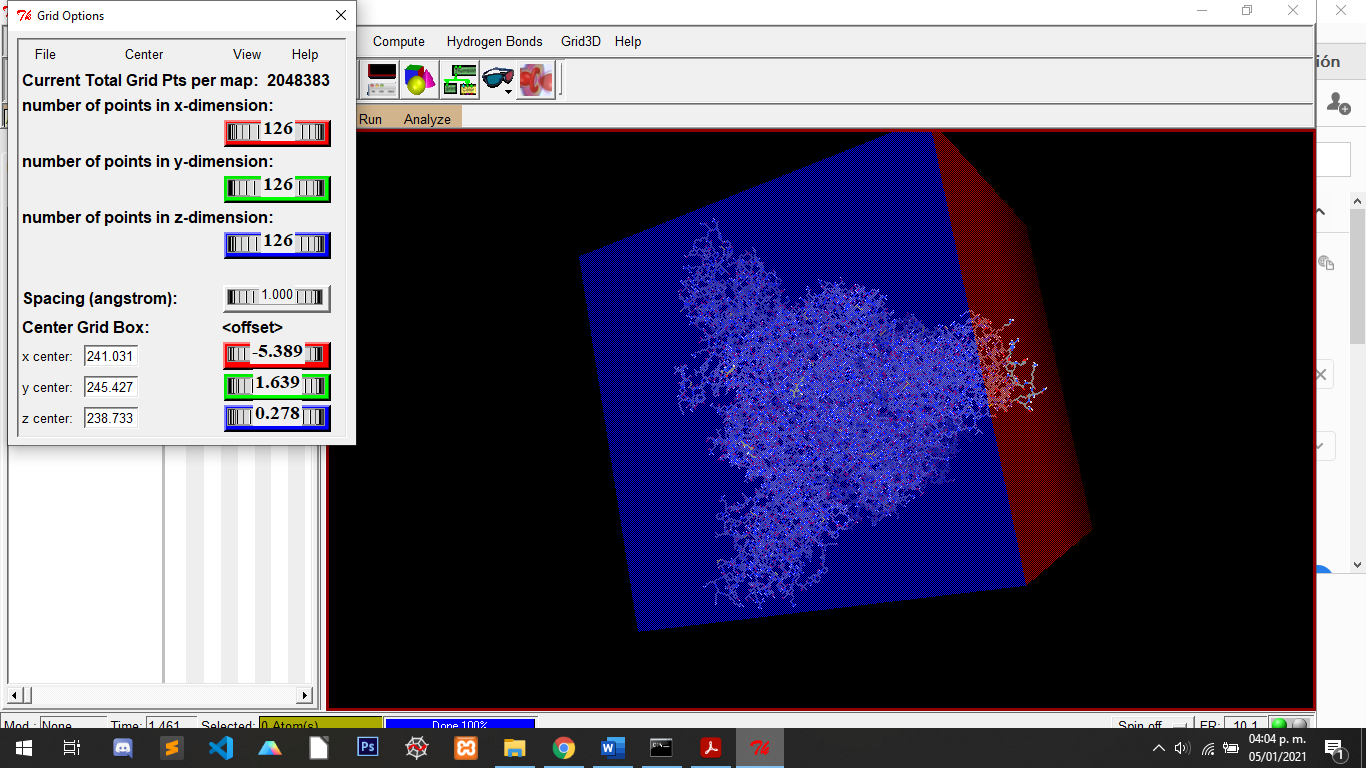 Grid Options
File Center View Help
Current Total Grid Pts per map: 2048383
number of points in x-dimension:
126
number of points in y-dimension:
126
number of points in z-dimension:
126
Spacing (angstrom): 1.000
Center Grid Box: <offset>
x center: 241.031 -5.389
y center: 245.427 1.639
z center: 238.733 0.278
Compute Hydrogen Bonds Grid3D Help
Run Analyze
ión
Mod.: None Time: 1.461 Selected: 0 Atom(s) Done 100% Spin off FR: 10.1
Ps
04:04 p. m.
05/01/2021
1